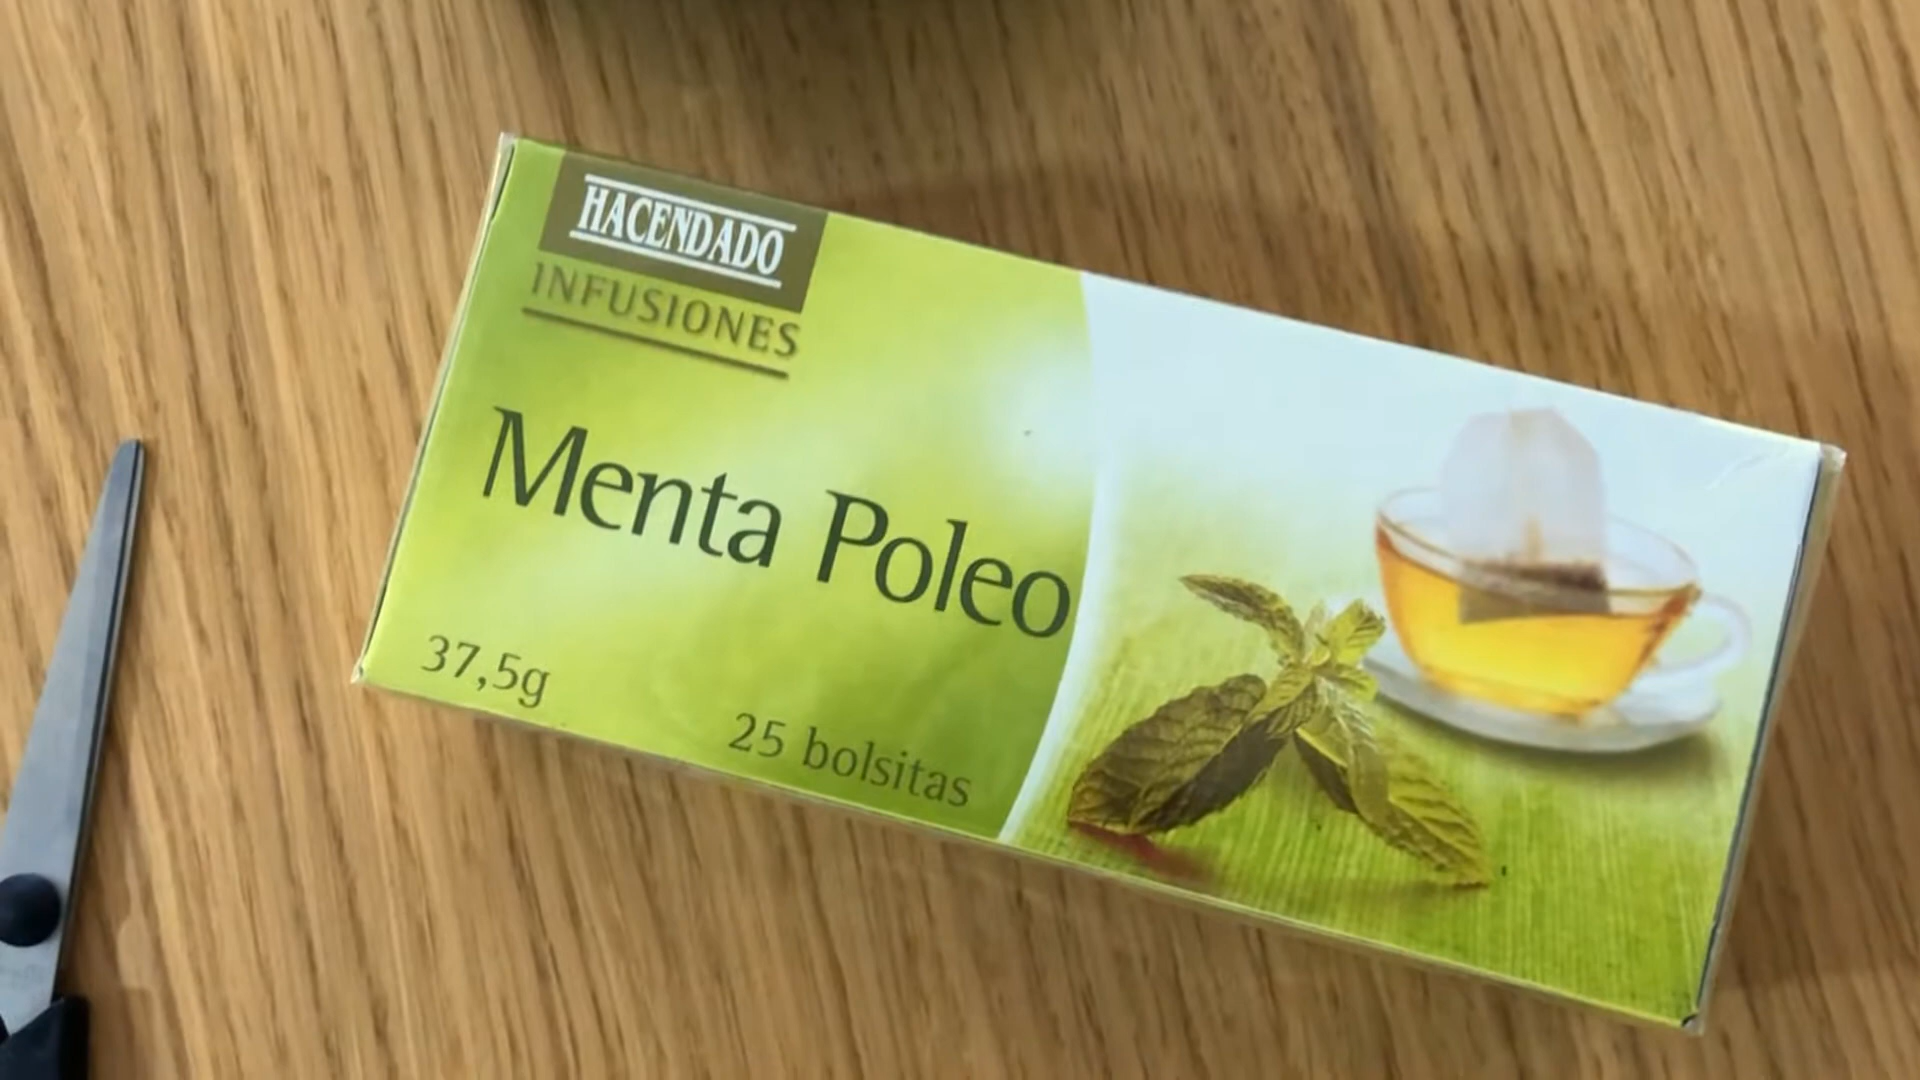 HACENDADO
INFUSIONES
Menta Poleo
37,5g
25 bolsitas